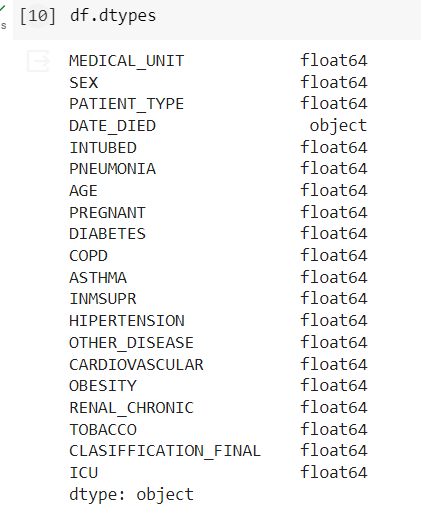 [10] df.dtypes
s
MEDICAL_UNIT float64
SEX float64
PATIENT_TYPE float64
DATE_DIED object
INTUBED float64
PNEUMONIA float64
AGE float64
PREGNANT float64
DIABETES float64
COPD float64
ASTHMA float64
INMSUPR float64
HIPERTENSION float64
OTHER_DISEASE float64
CARDIOVASCULAR float64
OBESITY float64
RENAL_CHRONIC float64
TOBACCO float64
CLASIFFICATION_FINAL float64
ICU float64
dtype: object